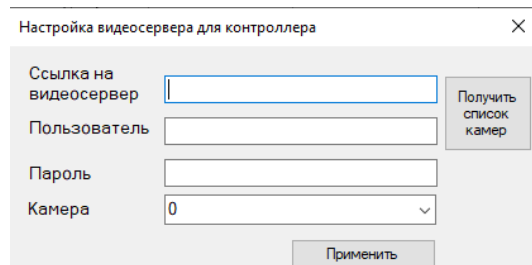 Настройка видеосервера для контроллера
Ссылка на
видеосервер
Получить
список
камер
Пользователь
Пароль
Камера
0
Применить